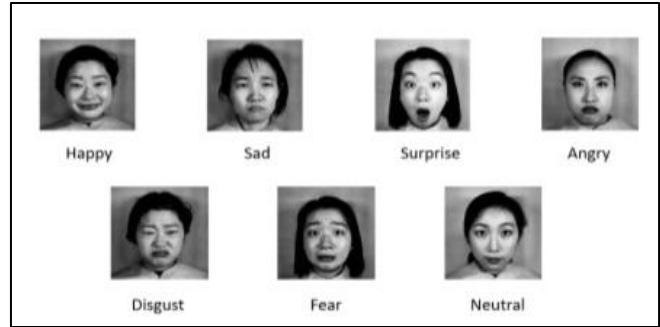 Happy
Sad
Surprise
Angry
Disgust
Fear
Neutral